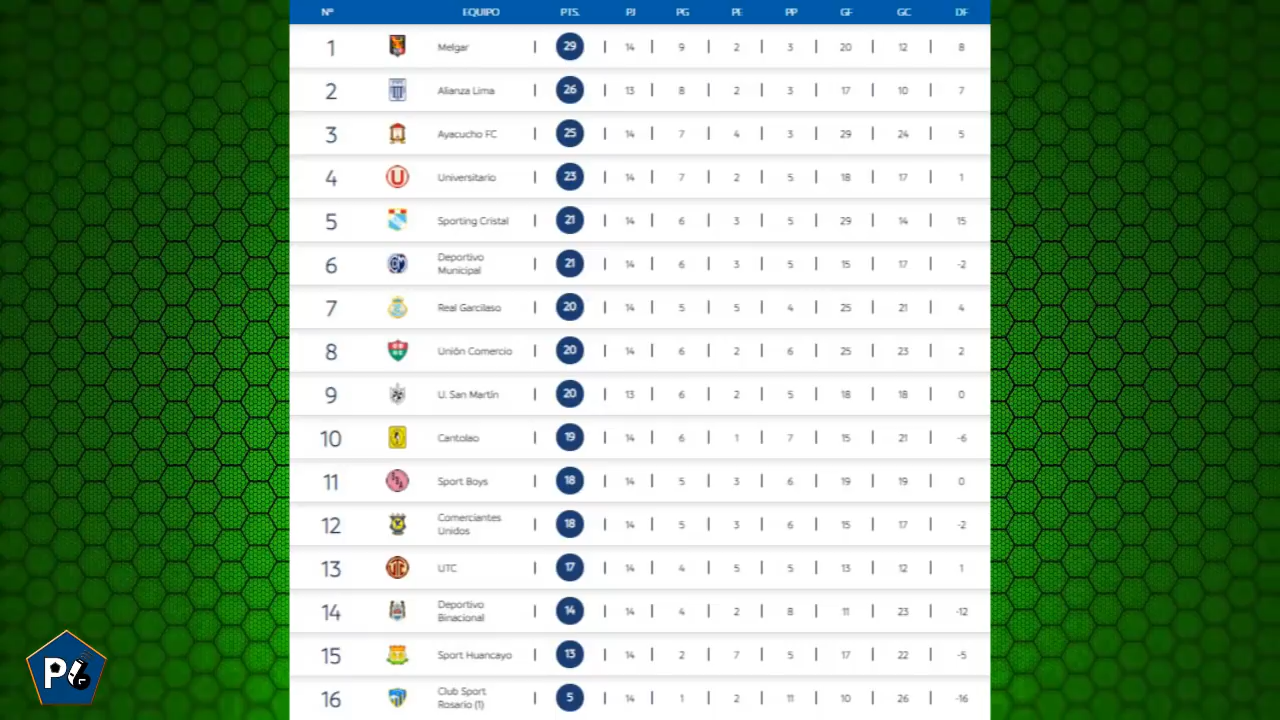 Nº EQUIPO PTS. PJ PG PE PP GF GC DF
1 Melgar 29 14 9 2 3 20 12 8
2 Alianza Lima 26 13 8 2 3 17 10 7
3 Ayacucho FC 25 14 7 4 3 29 24 5
4 Universitario 23 14 7 2 5 18 17 1
5 Sporting Cristal 21 14 6 3 5 29 14 15
6 Deportivo Municipal 21 14 6 3 5 15 17 -2
7 Real Garcilaso 20 14 5 5 4 25 21 4
8 Unión Comercio 20 14 6 2 6 25 23 2
9 U. San Martín 20 13 6 2 5 18 18 0
10 Cantolao 19 14 6 1 7 15 21 -6
11 Sport Boys 18 14 5 3 6 19 19 0
12 Comerciantes Unidos 18 14 5 3 6 15 17 -2
13 UTC 17 14 4 5 5 13 12 1
14 Deportivo Binacional 14 14 4 2 8 11 23 -12
15 Sport Huancayo 13 14 2 7 5 17 22 -5
16 Club Sport Rosario (1) 5 14 1 2 11 10 26 -16